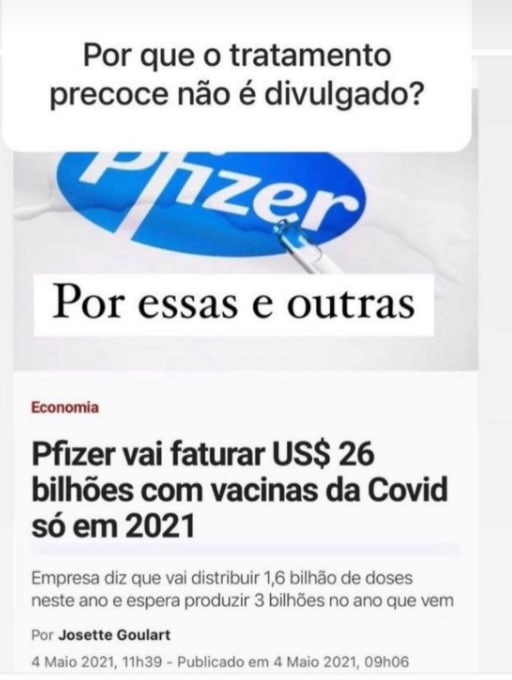 Por que o tratamento
precoce não é divulgado?
Pfizer
Por essas e outras
Economia
Pfizer vai faturar US$ 26
bilhões com vacinas da Covid
só em 2021
Empresa diz que vai distribuir 1,6 bilhão de doses
neste ano e espera produzir 3 bilhões no ano que vem
Por Josette Goulart
4 Maio 2021, 11h39 - Publicado em 4 Maio 2021, 09h06